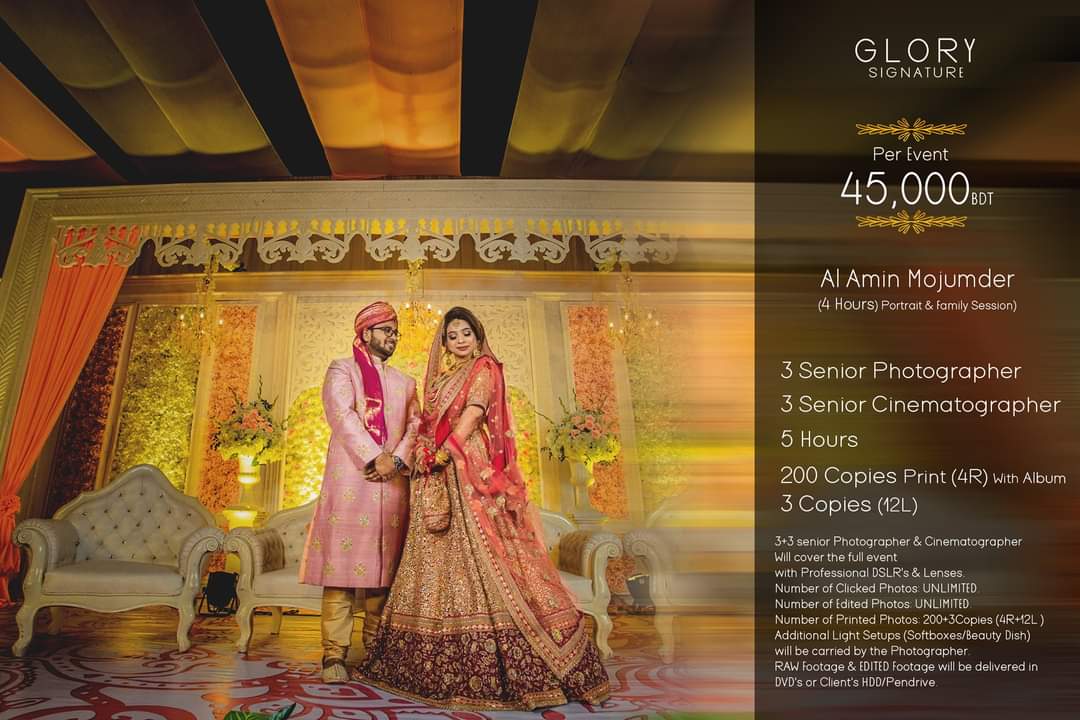 GLORY
SIGNATURE
Per Event
45,000BDT
Al Amin Mojumder
(4 Hours) Portrait & Family Session)
3 Senior Photographer
3 Senior Cinematographer
5 Hours
200 Copies Print (4R) With Album
3 Copies (12L)
3+3 senior Photographer & Cinematographer
Will cover the full event
with Professional DSLR's & Lenses.
Number of Clicked Photos: UNLIMITED.
Number of Edited Photos: UNLIMITED.
Number of Printed Photos: 200+3Copies (4R+12L )
Additional Light Setups (Softboxes/Beauty Dish)
will be carried by the Photographer.
RAW Footage & EDITED Footage will be delivered in
DVD's or Client's HDD/Pendrive.